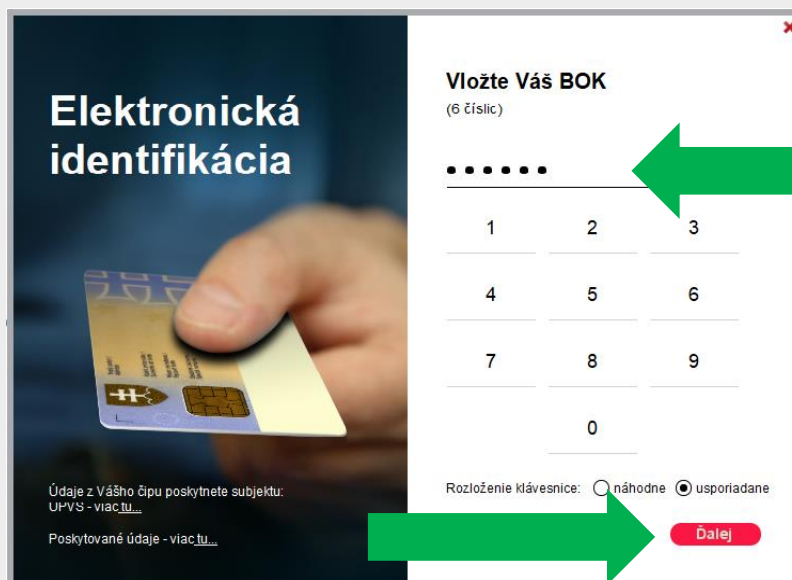 Elektronická
identifikácia
Údaje z Vášho čipu poskytnete subjektu:
UPVS - viac tu...
Poskytované údaje - viac tu...
Vložte Váš BOK
(6 číslic)
1 2 3
4 5 6
7 8 9
0
Rozloženie klávesnice: náhodne usporiadane
Ďalej